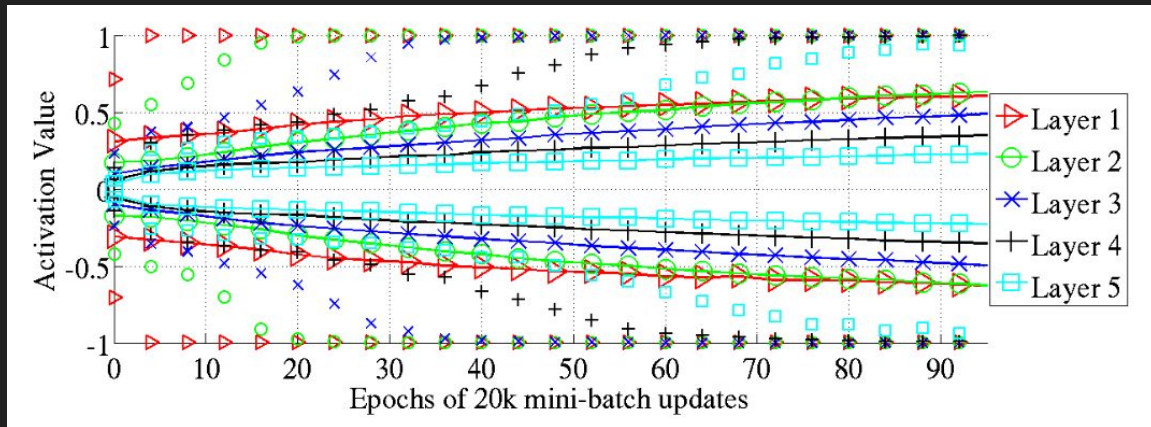 1
0.5
0
-0.5
-1
Activation Value
0 10 20 30 40 50 60 70 80 90
Epochs of 20k mini-batch updates
Layer 1
Layer 2
Layer 3
Layer 4
Layer 5